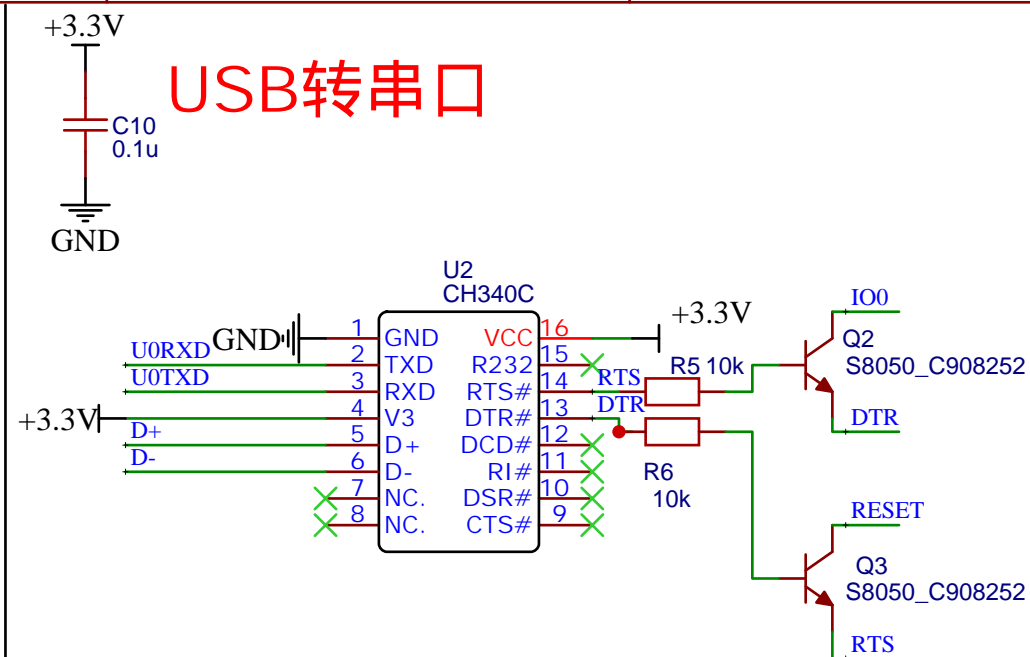 +3.3V
USB转串口
C10
0.1u
GND
U2
CH340C
+3.3V
IO0
Q2
S8050_C908252
GND
1
GND
VCC
16
U0RXD
2
TXD
R232
15
R5 10k
U0TXD
3
RXD
RTS#
14
RTS
+3.3V
4
V3
DTR#
13
DTR
DTR
D+
5
D+
DCD#
12
D-
6
D-
RI#
11
R6
10k
7
NC.
DSR#
10
8
NC.
CTS#
9
RESET
Q3
S8050_C908252
RTS